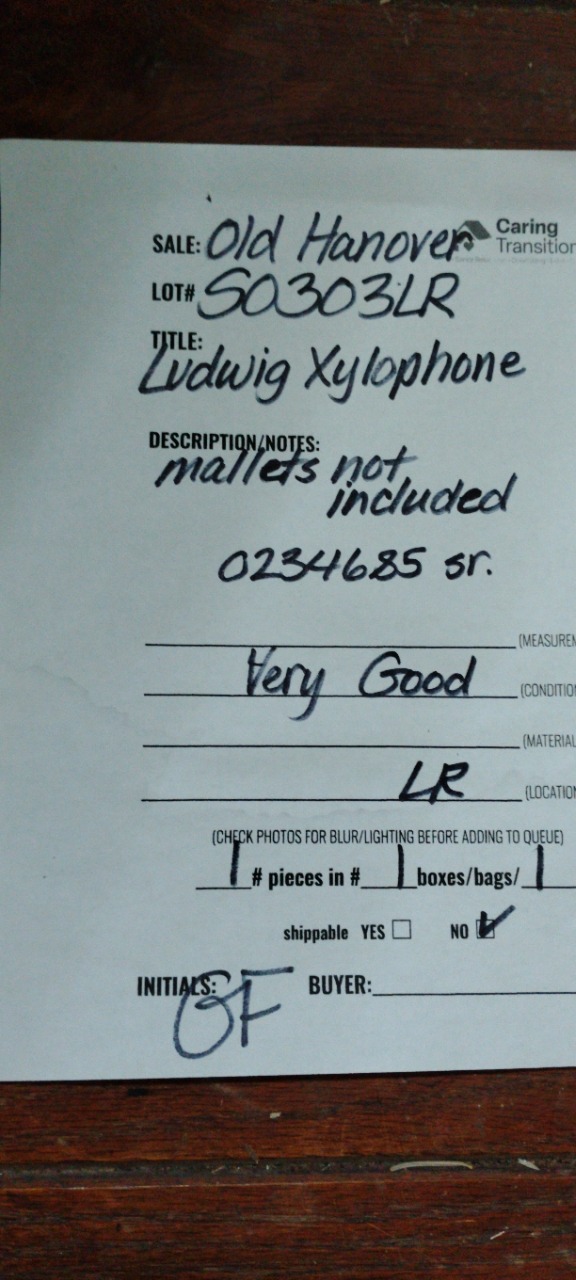 SALE: Old Hanover Caring
Transition
LOT# S0303LR
TITLE:
Ludwig Xylophone
DESCRIPTION/NOTES:
mallets not
included
0234685 sr.
(MEASUREM
Very Good (CONDITION
(MATERIAL
LR (LOCATION
(CHECK PHOTOS FOR BLUR/LIGHTING BEFORE ADDING TO QUEUE)
1 # pieces in # 1 boxes/bags/ 1
shippable YES ☐ NO ☑
INITIALS: GF BUYER: